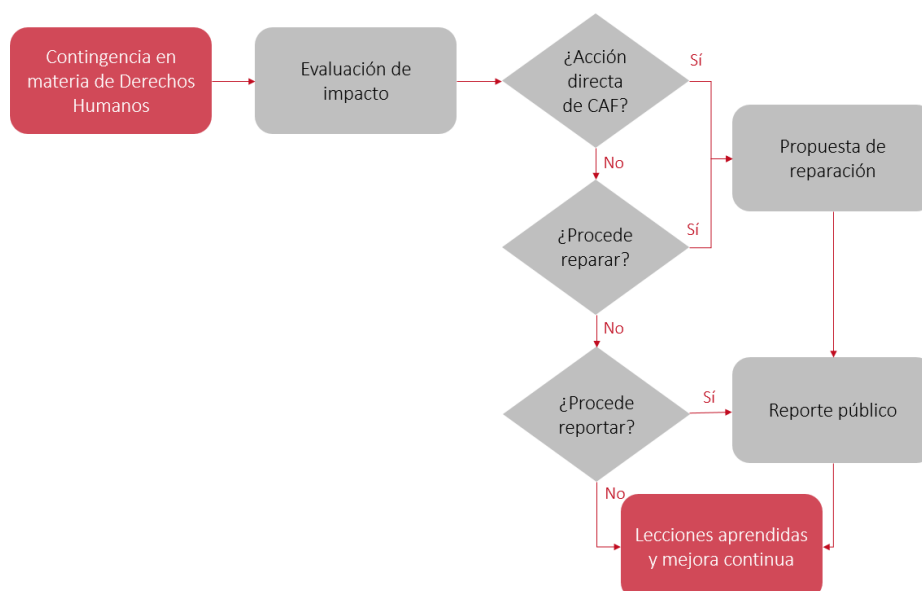 Contingencia en
materia de Derechos
Humanos
Evaluación de
impacto
¿Acción
directa
de CAF?
Sí
No
Propuesta de
reparación
¿Procede
reparar?
Sí
No
¿Procede
reportar?
Sí
No
Reporte público
Lecciones aprendidas
y mejora continua